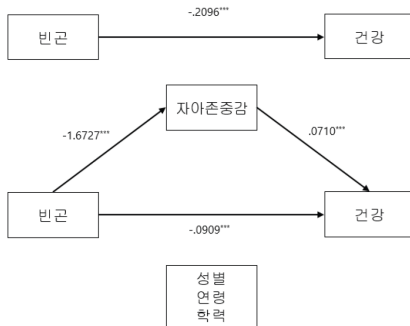 -.2096***
빈곤
건강
자아존중감
-1.6727***
.0710***
빈곤
건강
-.0909***
성별
연령
학력